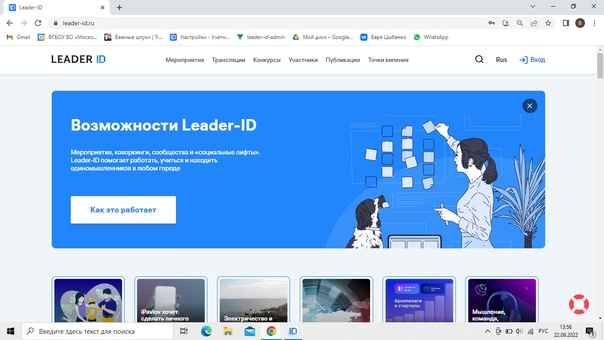 Leader-ID
leader-id.ru
Gmail
ФГБОУ ВО «Моско...
Важные штуки | Tr...
Настройки - Учетн...
leader-id-admin
Мой диск – Google...
Варя Цыбенко
WhatsApp
LEADER ID
Мероприятия
Трансляции
Конкурсы
Участники
Публикации
Точки кипения
Rus
Вход
Возможности Leader-ID
Мероприятия, коворкинги, сообщества и «социальные лифты».
Leader-ID помогает работать, учиться и находить
единомышленников в любом городе
Как это работает
iPavlov хочет
сделать личного
Электричество и
Архипелаги
и стартапы
Мышление,
команда,
Введите здесь текст для поиска
РУС
13:56
22.09.2022